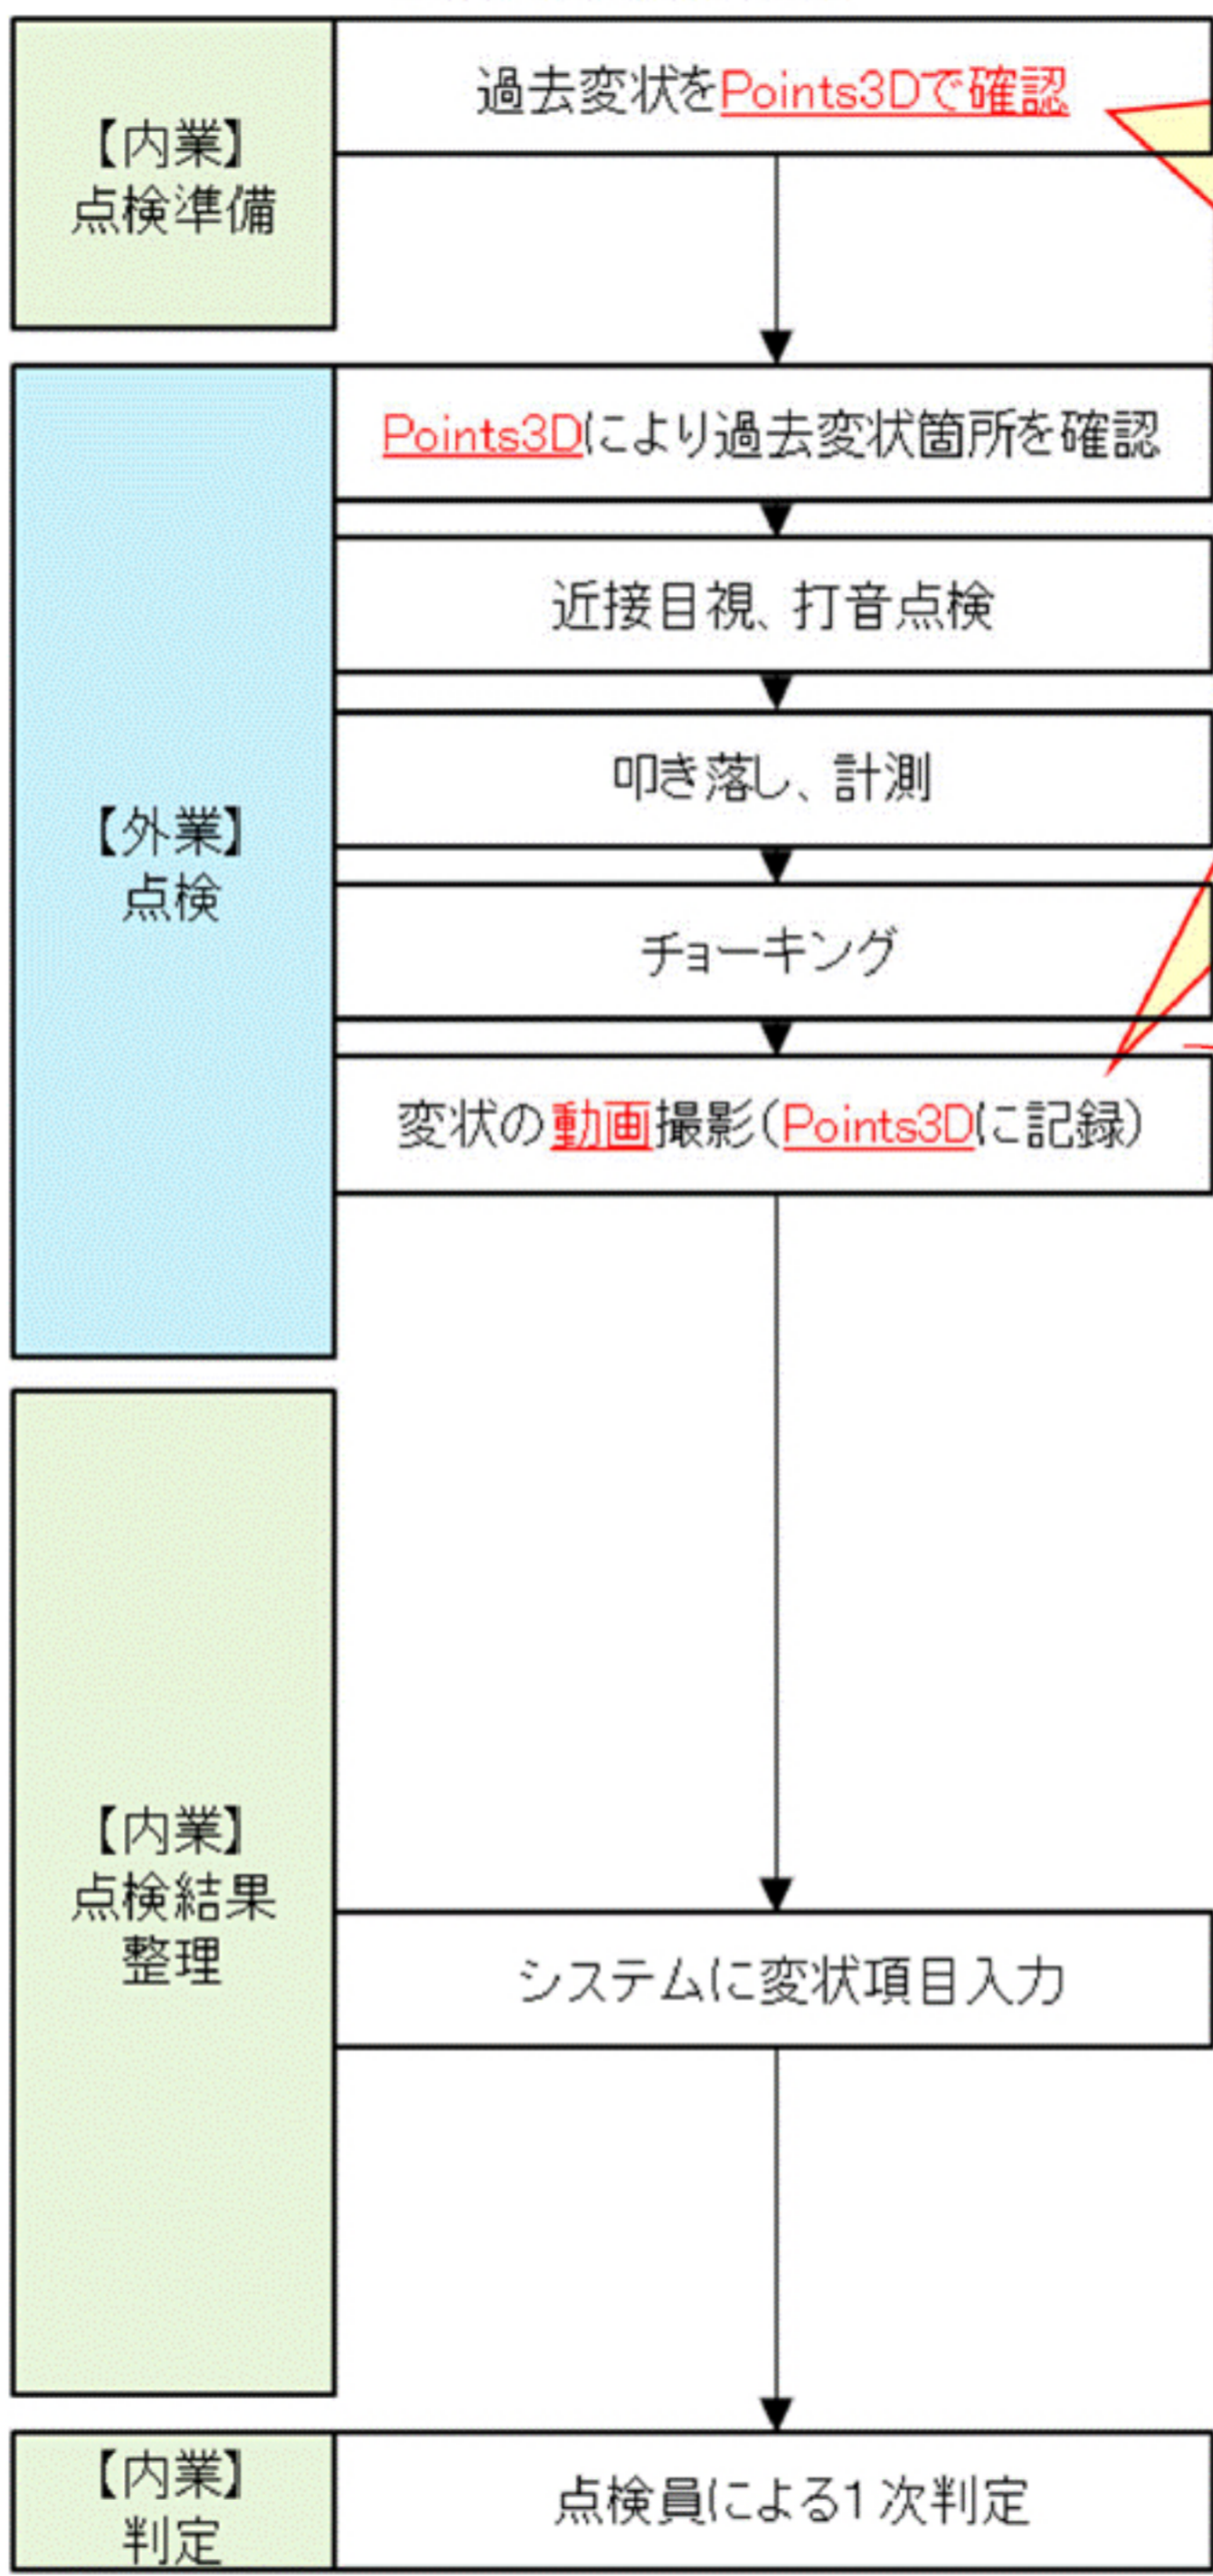 【内業】
点検準備
過去変状をPoints3Dで確認
【外業】
点検
Points3Dにより過去変状箇所を確認
近接目視、打音点検
叩き落し、計測
チョーキング
変状の動画撮影(Points3Dに記録)
【内業】
点検結果
整理
システムに変状項目入力
【内業】
判定
点検員による1次判定